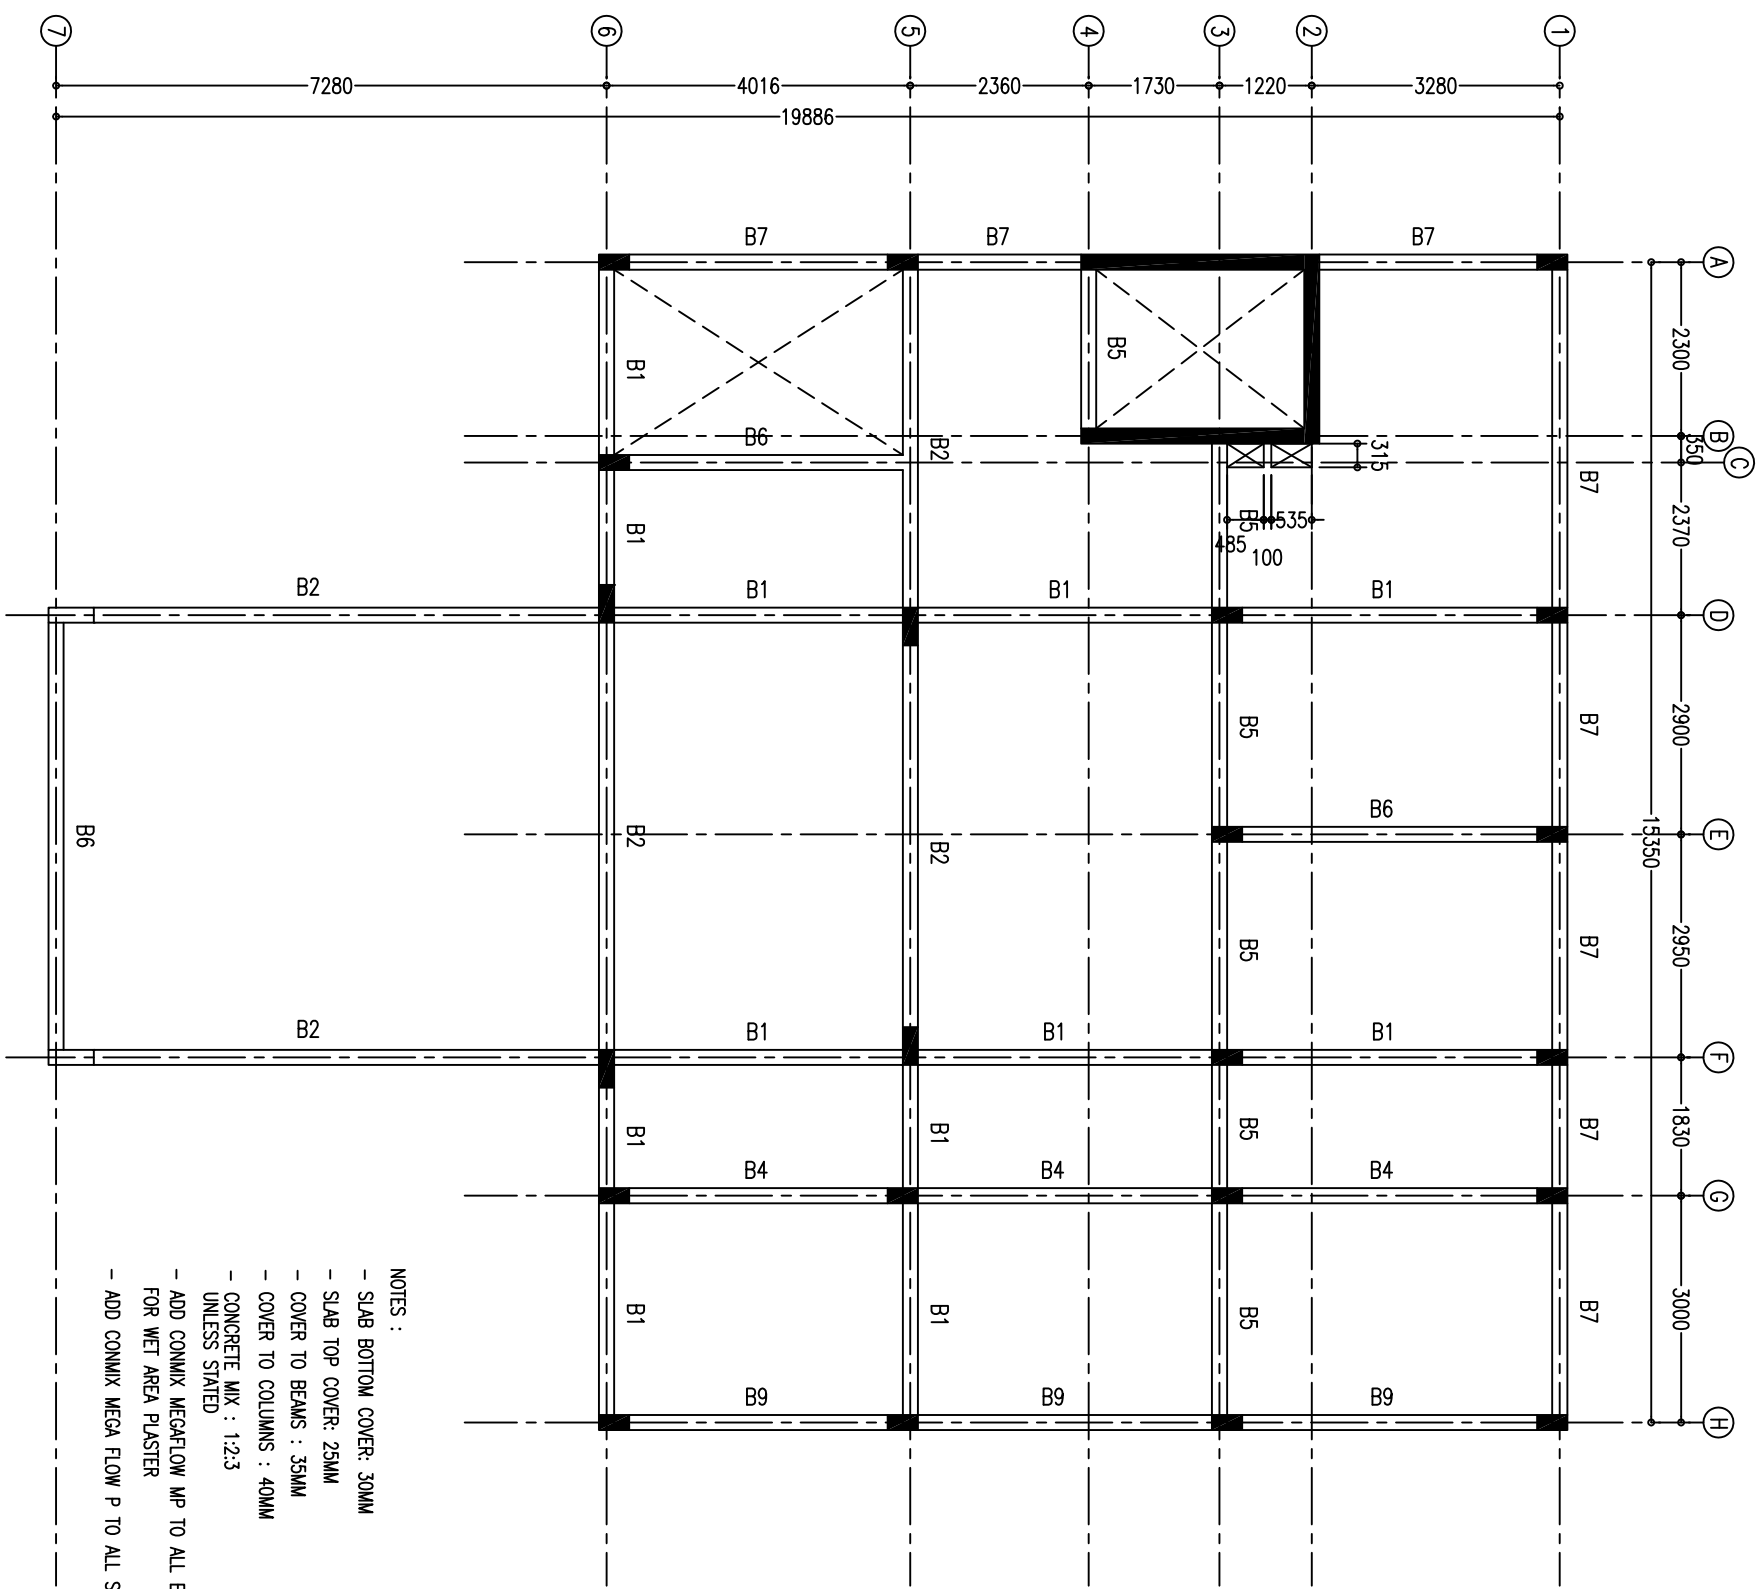 7
6
5
4
3
2
1
7280
4016
2360
1730
1220
3280
19886
B7
B7
B7
A
2300
B5
B1
B6
B2
315
B
350
C
B7
B1
B5
535
485
100
2370
B2
B1
B1
B1
D
B5
B7
2900
B6
B6
B2
B2
E
15350
B5
B7
2950
B2
B1
B1
B1
F
B1
B1
B5
B7
1830
B4
B4
B4
G
B1
B1
B5
B7
3000
B9
B9
B9
H
NOTES :
- SLAB BOTTOM COVER: 30MM
- SLAB TOP COVER: 25MM
- COVER TO BEAMS : 35MM
- COVER TO COLUMNS : 40MM
- CONCRETE MIX : 1:2:3
UNLESS STATED
- ADD CONMIX MEGAFLOW MP TO ALL
FOR WET AREA PLASTER
- ADD CONMIX MEGA FLOW P TO ALL